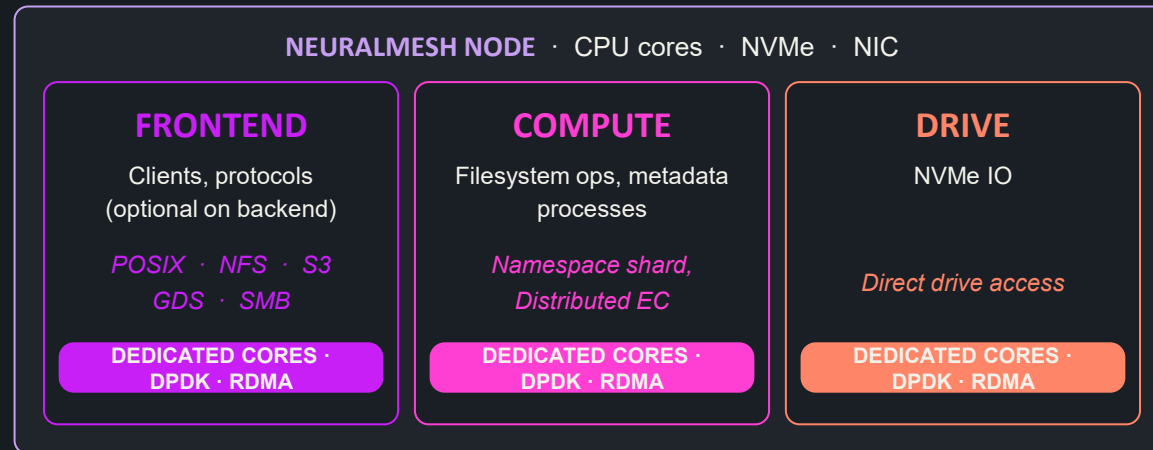 NEURALMESH NODE · CPU cores · NVMe · NIC
FRONTEND
Clients, protocols
(optional on backend)
POSIX · NFS · S3
GDS · SMB
DEDICATED CORES ·
DPDK · RDMA
COMPUTE
Filesystem ops, metadata
processes
Namespace shard,
Distributed EC
DEDICATED CORES ·
DPDK · RDMA
DRIVE
NVMe IO
Direct drive access
DEDICATED CORES ·
DPDK · RDMA